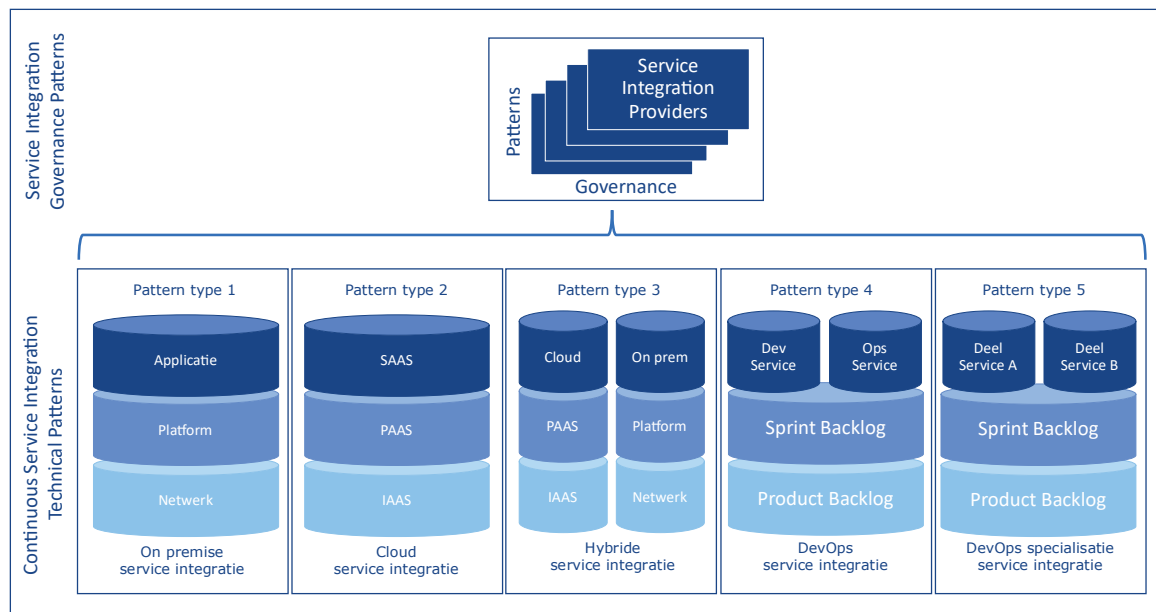 Service Integration
Governance Patterns
Service
Integration
Providers
Patterns
Governance
Continuous Service Integration
Technical Patterns
Pattern type 1
Applicatie
Platform
Netwerk
On premise
service integratie
Pattern type 2
SAAS
PAAS
IAAS
Cloud
service integratie
Pattern type 3
Cloud
On prem
PAAS
Platform
IAAS
Netwerk
Hybride
service integratie
Pattern type 4
Dev
Service
Ops
Service
Sprint Backlog
Product Backlog
DevOps
service integratie
Pattern type 5
Deel
Service A
Deel
Service B
Sprint Backlog
Product Backlog
DevOps specialisatie
service integratie